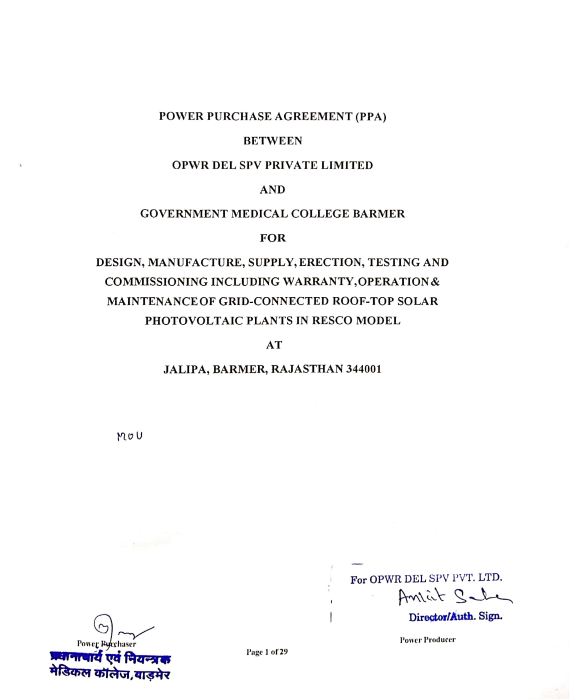 POWER PURCHASE AGREEMENT (PPA)
BETWEEN
OPWR DEL SPV PRIVATE LIMITED
AND
GOVERNMENT MEDICAL COLLEGE BARMER
FOR
DESIGN, MANUFACTURE, SUPPLY, ERECTION, TESTING AND
COMMISSIONING INCLUDING WARRANTY, OPERATION &
MAINTENANCE OF GRID-CONNECTED ROOF-TOP SOLAR
PHOTOVOLTAIC PLANTS IN RESCO MODEL
AT
JALIPA, BARMER, RAJASTHAN 344001
MOU
For OPWR DEL SPV PVT. LTD.
Director/Auth. Sign.
Power Producer
Power Purchaser
प्रधानाचार्य एवं नियन्त्रक
मेडिकल कॉलेज, बाड़मेर
Page 1 of 29